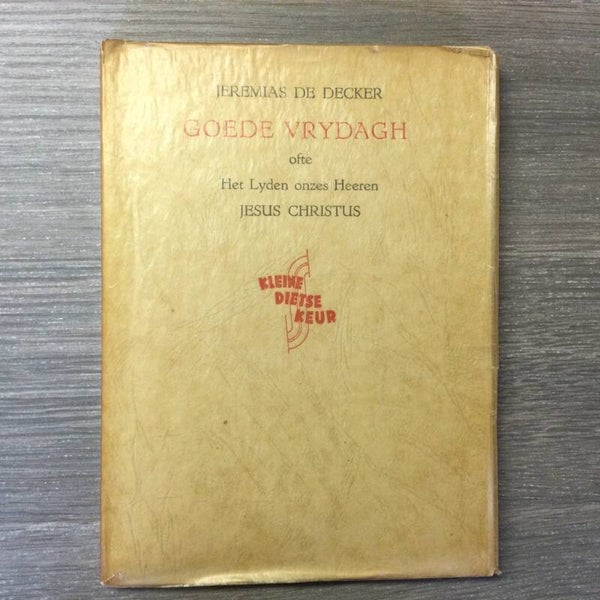 JEREMIAS DE DECKER
GOEDE VRYDAGH
ofte
Het Lyden onzes Heeren
JESUS CHRISTUS
KLEINE
DIETSE
KEUR